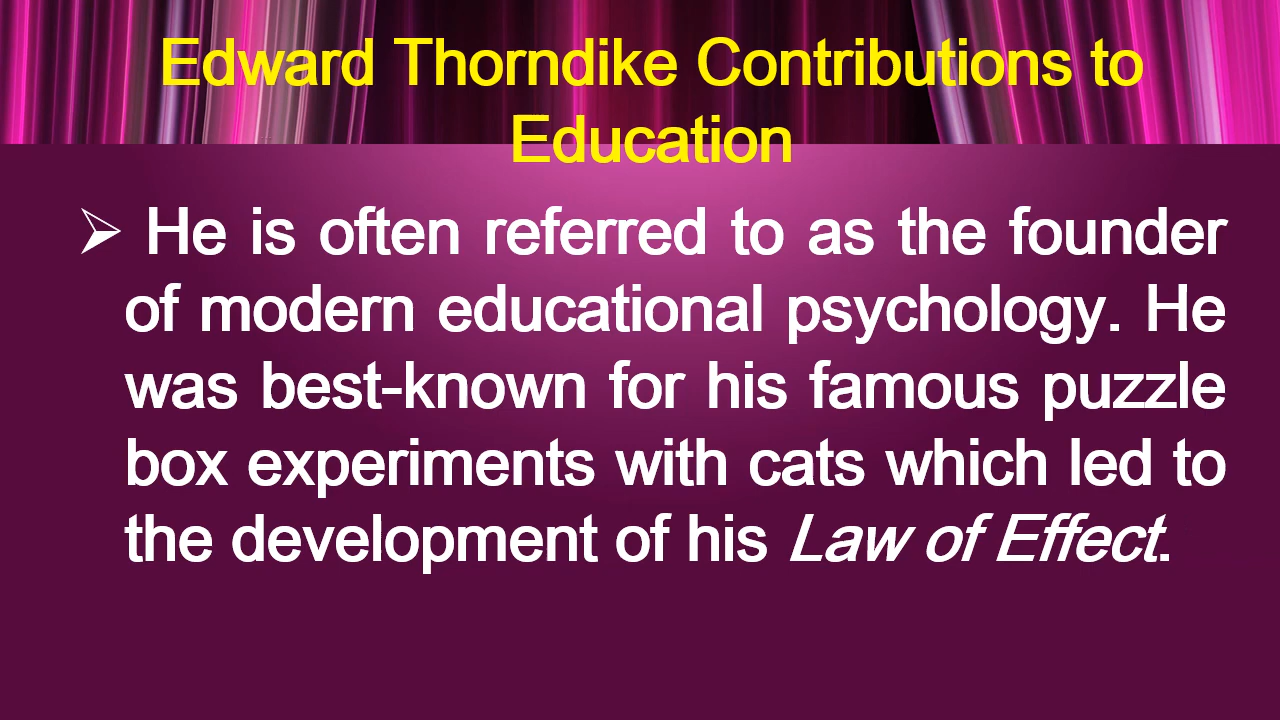 Edward Thorndike Contributions to
Education
➢ He is often referred to as the founder
of modern educational psychology. He
was best-known for his famous puzzle
box experiments with cats which led to
the development of his Law of Effect.